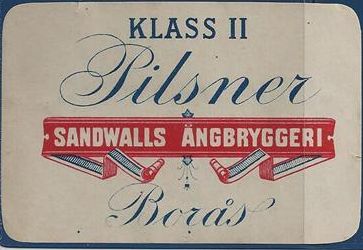 KLASS II
Pilsner
SANDWALLS ÅNGBRYGGERI
Borås